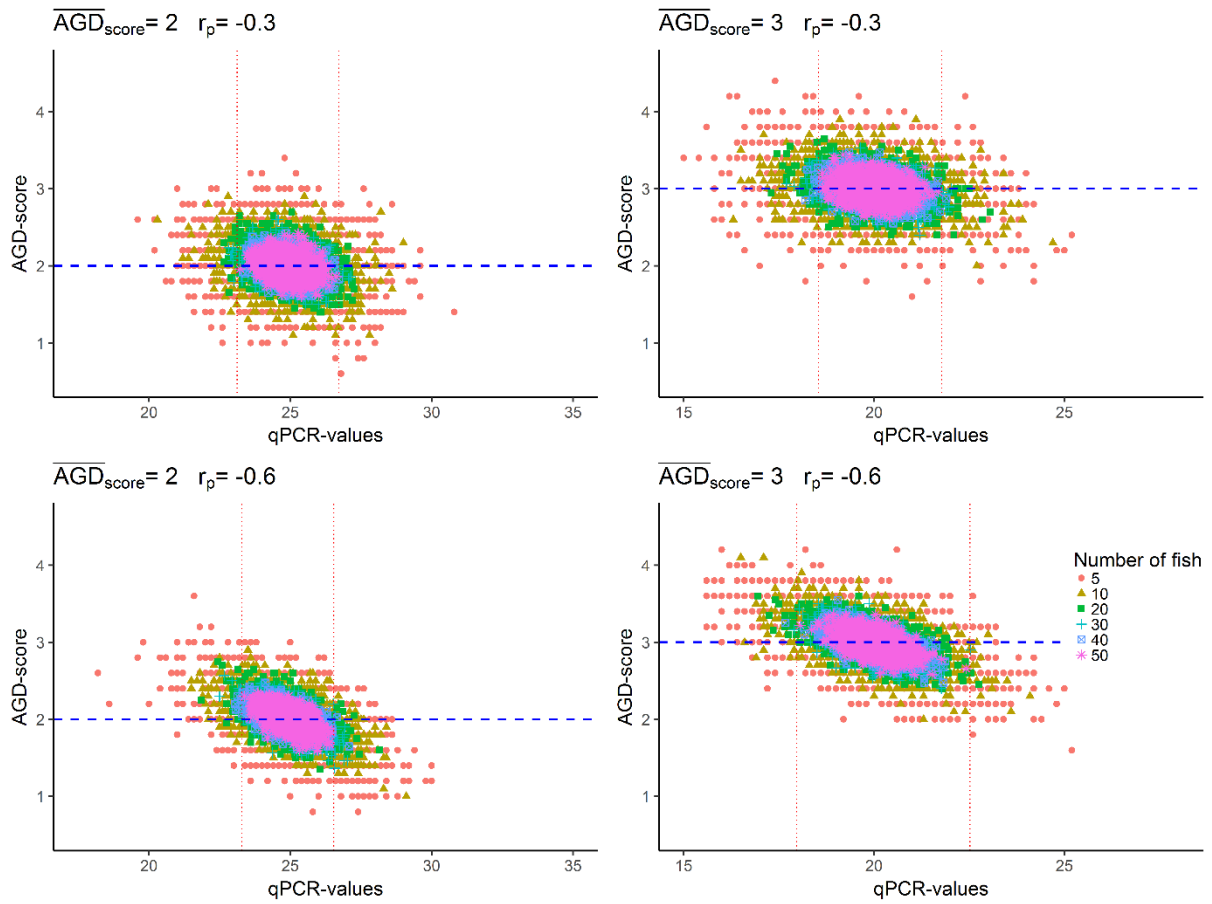 AGDscore= 2 rp= -0.3
AGD-score
4
3
2
1
20 25 30 35
qPCR-values
AGDscore= 3 rp= -0.3
AGD-score
4
3
2
1
15 20 25
qPCR-values
AGDscore= 2 rp= -0.6
AGD-score
4
3
2
1
20 25 30 35
qPCR-values
AGDscore= 3 rp= -0.6
AGD-score
4
3
2
1
15 20 25
qPCR-values
Number of fish
5
10
20
30
40
50